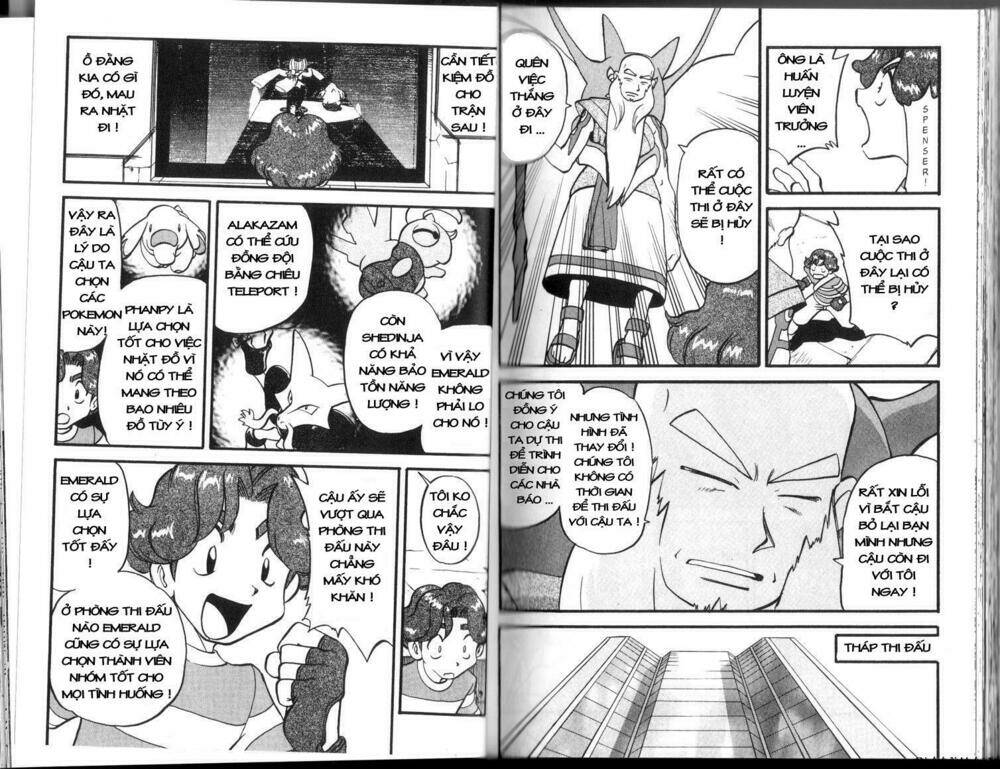 ÔNG LÀ
HUẤN
LUYỆN
VIÊN
TRƯỞNG
...
SPENSER!
QUÊN
VIỆC
THẮNG
Ở ĐÂY
ĐI ...
RẤT CÓ
THỂ CUỘC
THI Ở ĐÂY
SẼ BỊ HỦY
!
TẠI SAO
CUỘC THI Ở
ĐÂY LẠI CÓ
THỂ BỊ HỦY
?
RẤT XIN LỖI
VÌ BẮT CẬU
BỎ LẠI BẠN
MÌNH NHƯNG
CẬU CÒN ĐI
VỚI TÔI
NGAY !
CHÚNG TÔI
ĐỒNG Ý
CHO CẬU
TA DỰ THI
ĐỂ TRÌNH
DIỄN CHO
CÁC NHÀ
BÁO ...
NHƯNG TÌNH
HÌNH ĐÃ
THAY ĐỔI !
CHÚNG TÔI
KHÔNG CÓ
THỜI GIAN
ĐỂ THI ĐẤU
VỚI CẬU TA !
THÁP THI ĐẤU
CẦN TIẾT
KIỆM ĐỒ
CHO
TRẬN
SAU !
Ồ ĐẰNG
KIA CÓ GÌ
ĐÓ, MAU
RA NHẶT
ĐI !
VÌ VẬY
EMERALD
KHÔNG
PHẢI LO
CHO NÓ !
CÒN
SHEDINJA
CÓ KHẢ
NĂNG BẢO
TỒN NĂNG
LƯỢNG !
ALAKAZAM
CÓ THỂ CỨU
ĐỒNG ĐỘI
BẰNG CHIÊU
TELEPORT !
PHANPY LÀ
LỰA CHỌN
TỐT CHO VIỆC
NHẶT ĐỒ VÌ
NÓ CÓ THỂ
MANG THEO
BAO NHIÊU
ĐỒ TÙY Ý !
VẬY RA
ĐÂY LÀ
LÝ DO
CẬU TA
CHỌN
CÁC
POKEMON
NÀY!
TÔI KO
CHẮC
VẬY
ĐÂU !
CẬU ẤY SẼ
VƯỢT QUA
PHÒNG THI
ĐẤU NÀY
CHẲNG
MẤY KHÓ
KHĂN !
EMERALD
CÓ SỰ
LỰA
CHỌN
TỐT ĐẤY
!
Ở PHÒNG THI ĐẤU
NÀO EMERALD
CŨNG CÓ SỰ LỰA
CHỌN THÀNH VIÊN
NHÓM TỐT CHO
MỌI TÌNH HUỐNG !